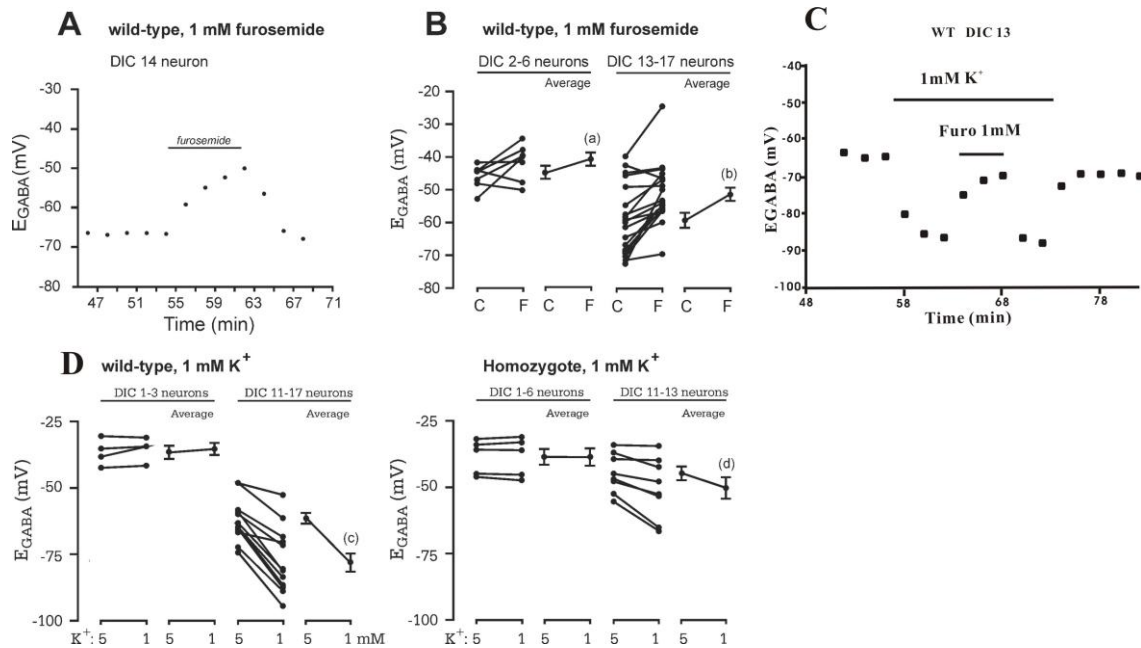 A wild-type, 1 mM furosemide
DIC 14 neuron
-30
-40
-50
-60
-70
-80
EGABA(mV)
furosemide
47 51 55 59 63 67 71
Time (min)
B wild-type, 1 mM furosemide
DIC 2-6 neurons DIC 13-17 neurons
Average Average
-20
-30
-40
-50
-60
-70
-80
EGABA (mV)
(a)
(b)
C F C F C F C F
C
WT DIC 13
1mM K+
Furo 1mM
-40
-50
-60
-70
-80
-90
-100
EGABA (mV)
48 58 68 78
Time (min)
D wild-type, 1 mM K+
DIC 1-3 neurons DIC 11-17 neurons
Average Average
-25
-50
-75
-100
EGABA (mV)
(c)
K+: 5 1 5 1 5 1 5 1 mM
Homozygote, 1 mM K+
DIC 1-6 neurons DIC 11-13 neurons
Average Average
-25
-50
-75
-100
EGABA (mV)
(d)
5 1 5 1 5 1 5 1